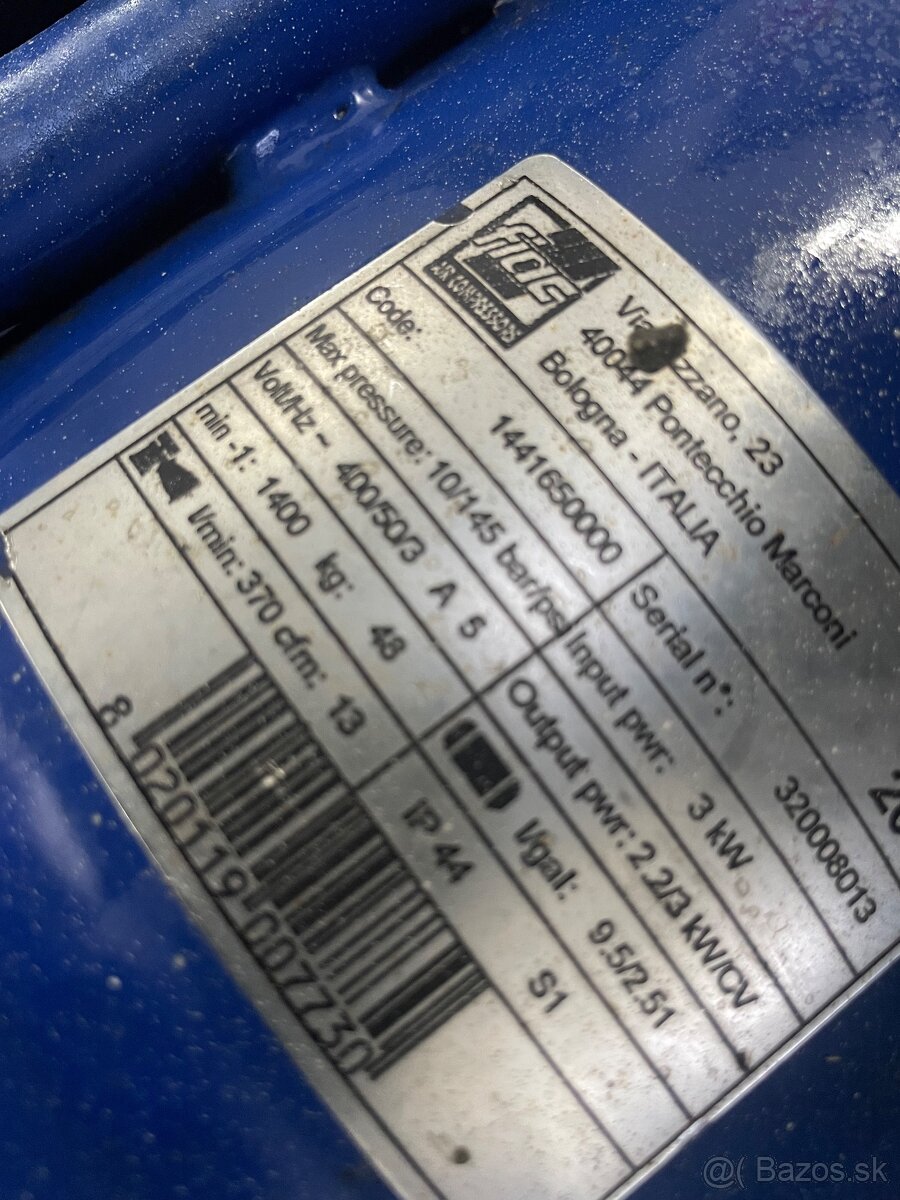 fiac
AIR COMPRESSORS
Via zzano, 23
40044 Pontecchio Marconi
Bologna - ITALIA
Code: 1441650000 Serial n°: 320008013
Max pressure: 10/145 bar/psi Input pwr: 3 kW
Volt/Hz ~ 400/50/3 A 5 Output pwr: 2.2/3 kW/CV
min -1: 1400 kg: 48 l/gal: 9.5/2.51
l/min: 370 cfm: 13 IP 44 S1
8 020119 007730
@( Bazos.sk